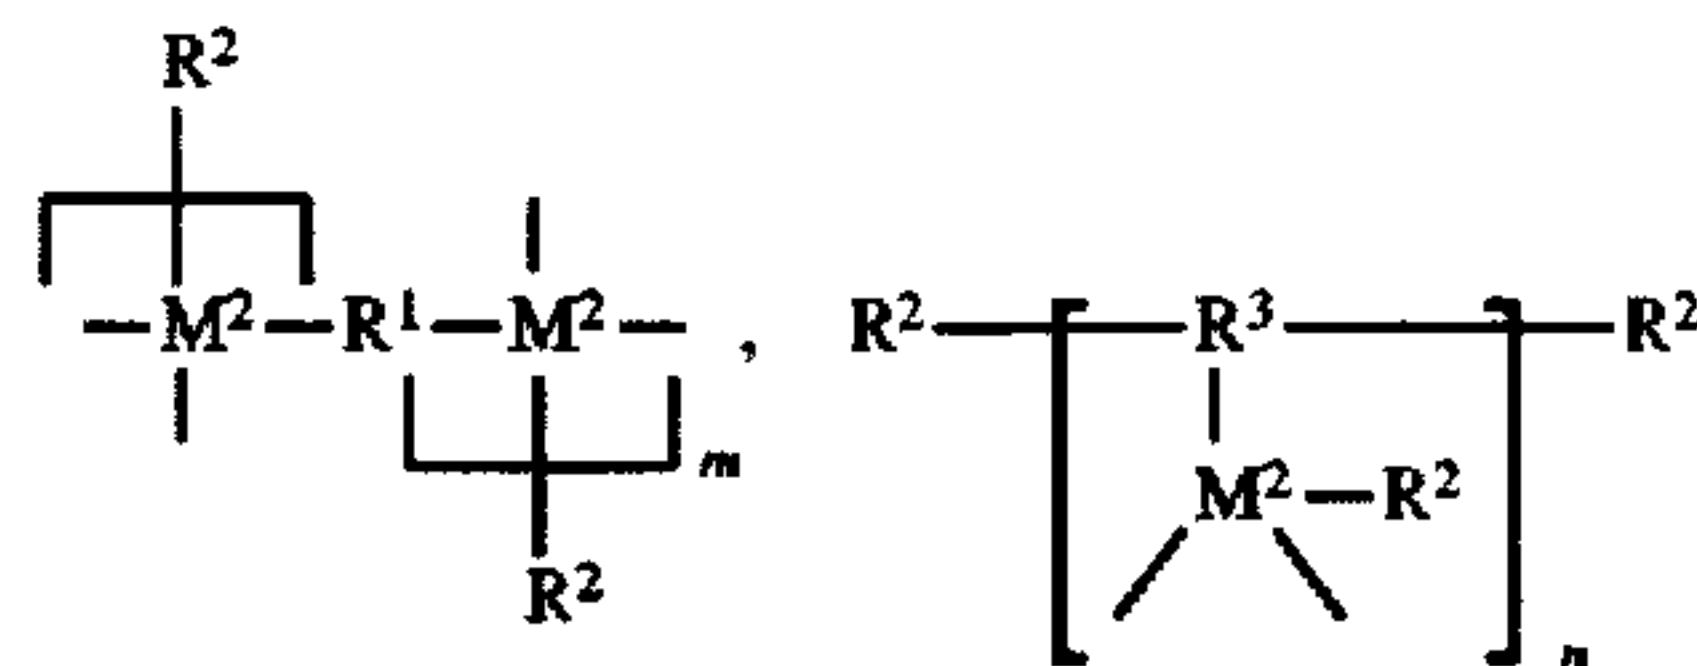 R²
M² R¹ M² , R² R³ R²
m
M² R²
R²
n